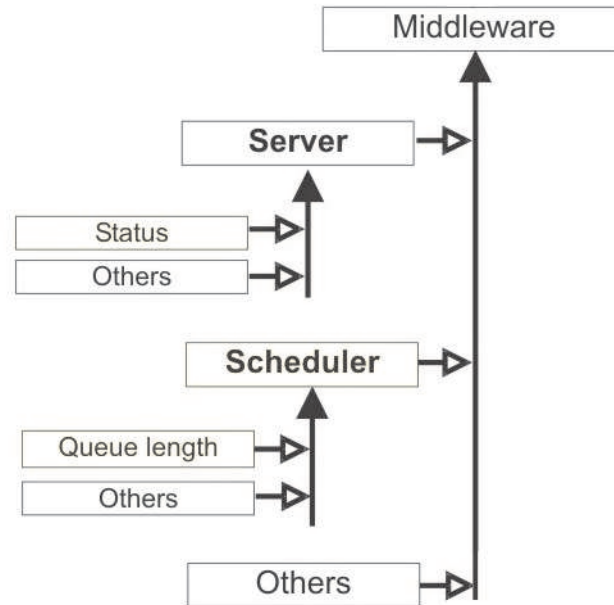 Middleware
Server
Status
Others
Scheduler
Queue length
Others
Others